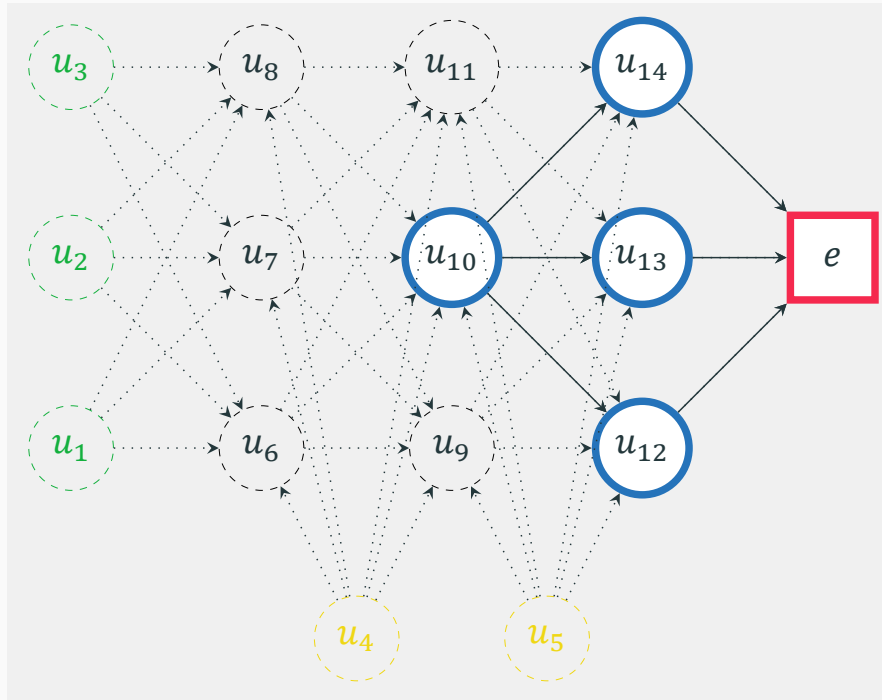 u₃ u₈ u₁₁ u₁₄
u₂ u₇ u₁₀ u₁₃ e
u₁ u₆ u₉ u₁₂
u₄ u₅